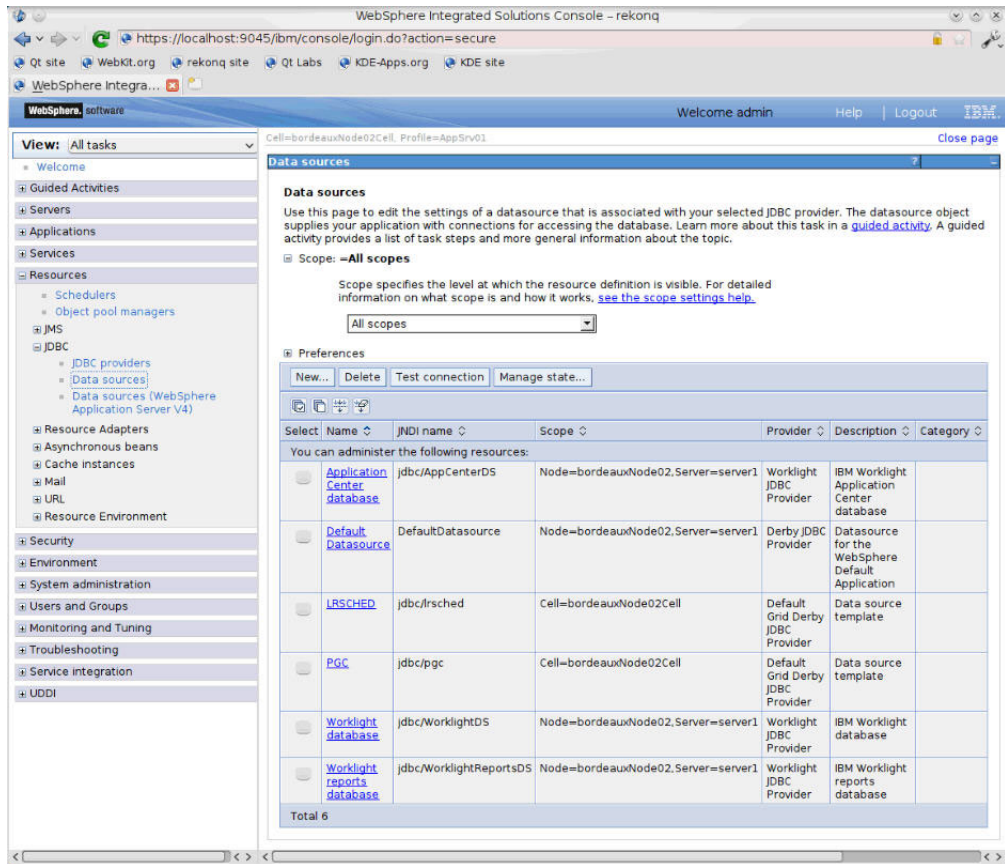 WebSphere Integrated Solutions Console – rekonq
https://localhost:9045/ibm/console/login.do?action=secure
Qt site WebKit.org rekonq site Qt Labs KDE-Apps.org KDE site
WebSphere Integra...
WebSphere. software Welcome admin Help | Logout IBM.
View: All tasks
Welcome
Guided Activities
Servers
Applications
Services
Resources
Schedulers
Object pool managers
JMS
JDBC
JDBC providers
Data sources
Data sources (WebSphere
Application Server V4)
Resource Adapters
Asynchronous beans
Cache instances
Mail
URL
Resource Environment
Security
Environment
System administration
Users and Groups
Monitoring and Tuning
Troubleshooting
Service integration
UDDI
Cell=bordeauxNode02Cell, Profile=AppSrv01
Close page
Data sources ?
Data sources
Use this page to edit the settings of a datasource that is associated with your selected JDBC provider. The datasource object
supplies your application with connections for accessing the database. Learn more about this task in a guided activity. A guided
activity provides a list of task steps and more general information about the topic.
Scope: =All scopes
Scope specifies the level at which the resource definition is visible. For detailed
information on what scope is and how it works, see the scope settings help.
All scopes
Preferences
New... Delete Test connection Manage state...
Select Name JNDI name Scope Provider Description Category
You can administer the following resources:
Application jdbc/AppCenterDS Node=bordeauxNode02,Server=server1 Worklight IBM Worklight
Center JDBC Application
database Provider Center
database
Default DefaultDatasource Node=bordeauxNode02,Server=server1 Derby JDBC Datasource
Datasource Provider for the
WebSphere
Default
Application
LRSCHED jdbc/lrsched Cell=bordeauxNode02Cell Default Data source
Grid Derby template
JDBC
Provider
PGC jdbc/pgc Cell=bordeauxNode02Cell Default Data source
Grid Derby template
JDBC
Provider
Worklight jdbc/WorklightDS Node=bordeauxNode02,Server=server1 Worklight IBM Worklight
database JDBC database
Provider
Worklight jdbc/WorklightReportsDS Node=bordeauxNode02,Server=server1 Worklight IBM Worklight
reports JDBC reports
database Provider database
Total 6